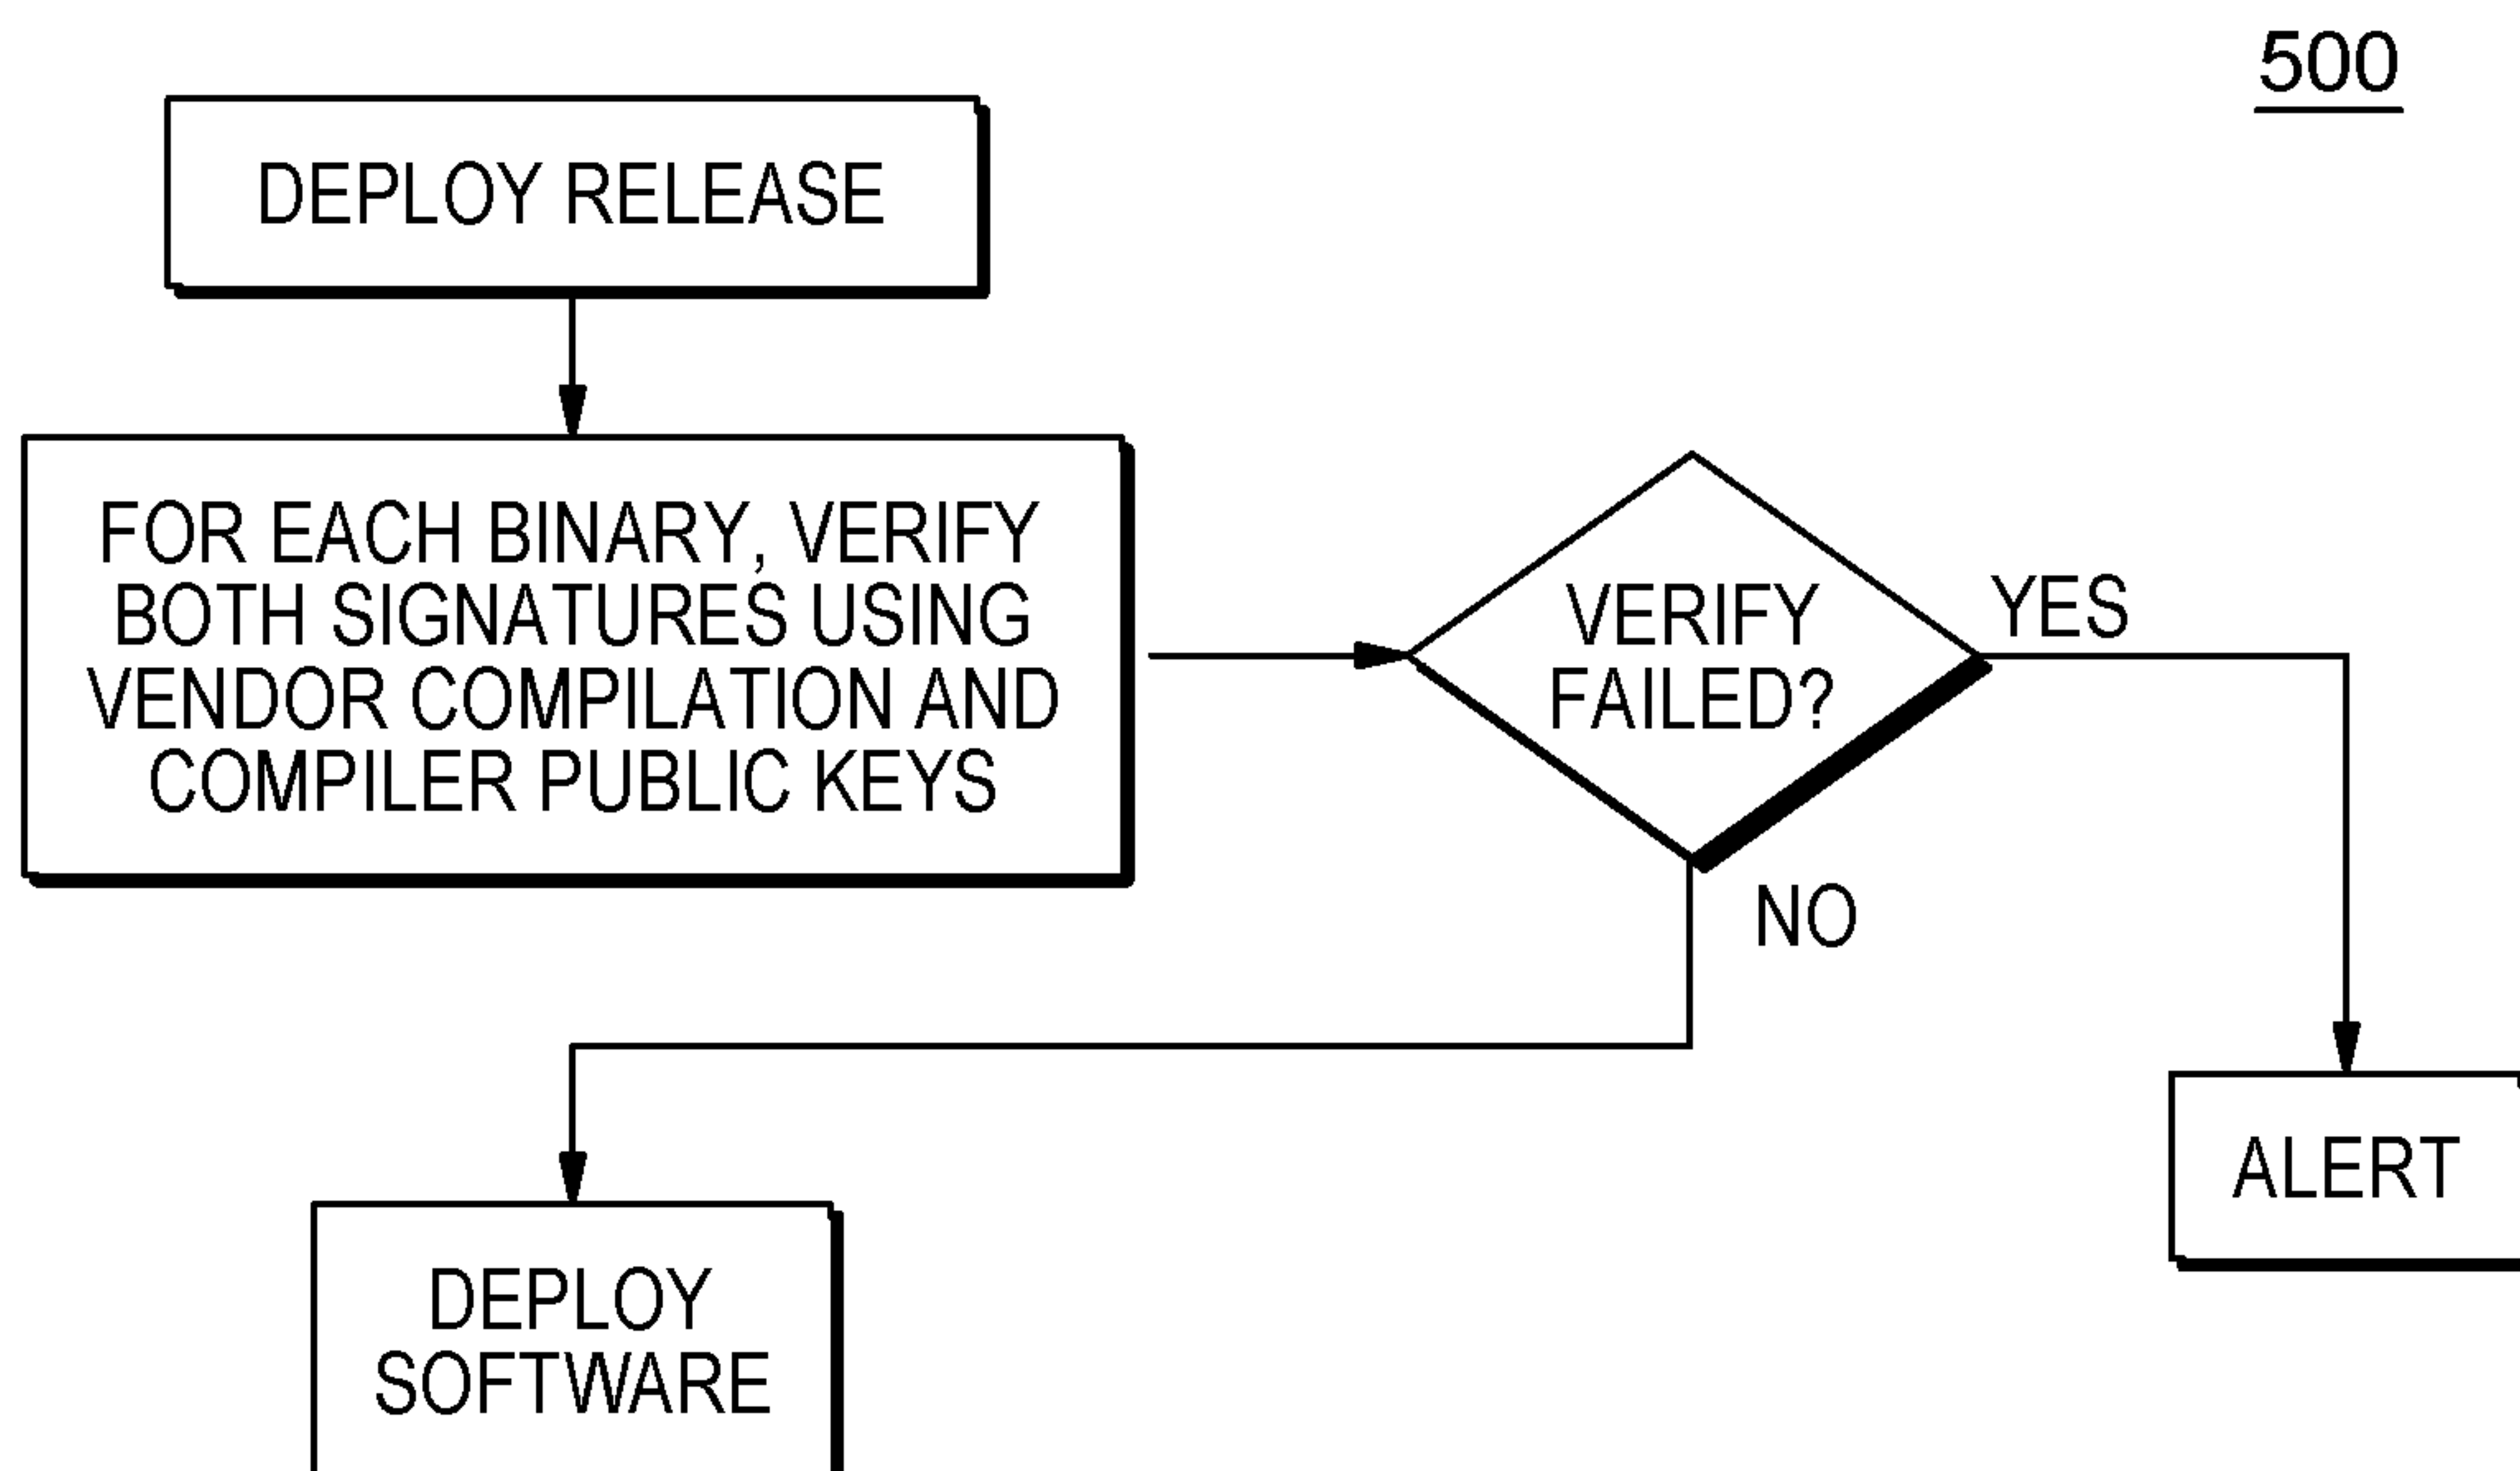 500
DEPLOY RELEASE
FOR EACH BINARY, VERIFY
BOTH SIGNATURES USING
VENDOR COMPILATION AND
COMPILER PUBLIC KEYS
VERIFY
FAILED?
YES
NO
ALERT
DEPLOY
SOFTWARE